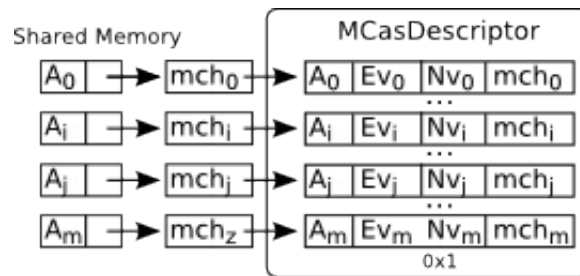 Shared Memory MCasDescriptor
A₀ mch₀ A₀ Ev₀ Nv₀ mch₀
...
Aᵢ mchᵢ Aᵢ Evᵢ Nvᵢ mchᵢ
...
Aⱼ mchⱼ Aⱼ Evⱼ Nvⱼ mchⱼ
...
Aₘ mch_z Aₘ Evₘ Nvₘ mchₘ
0x1